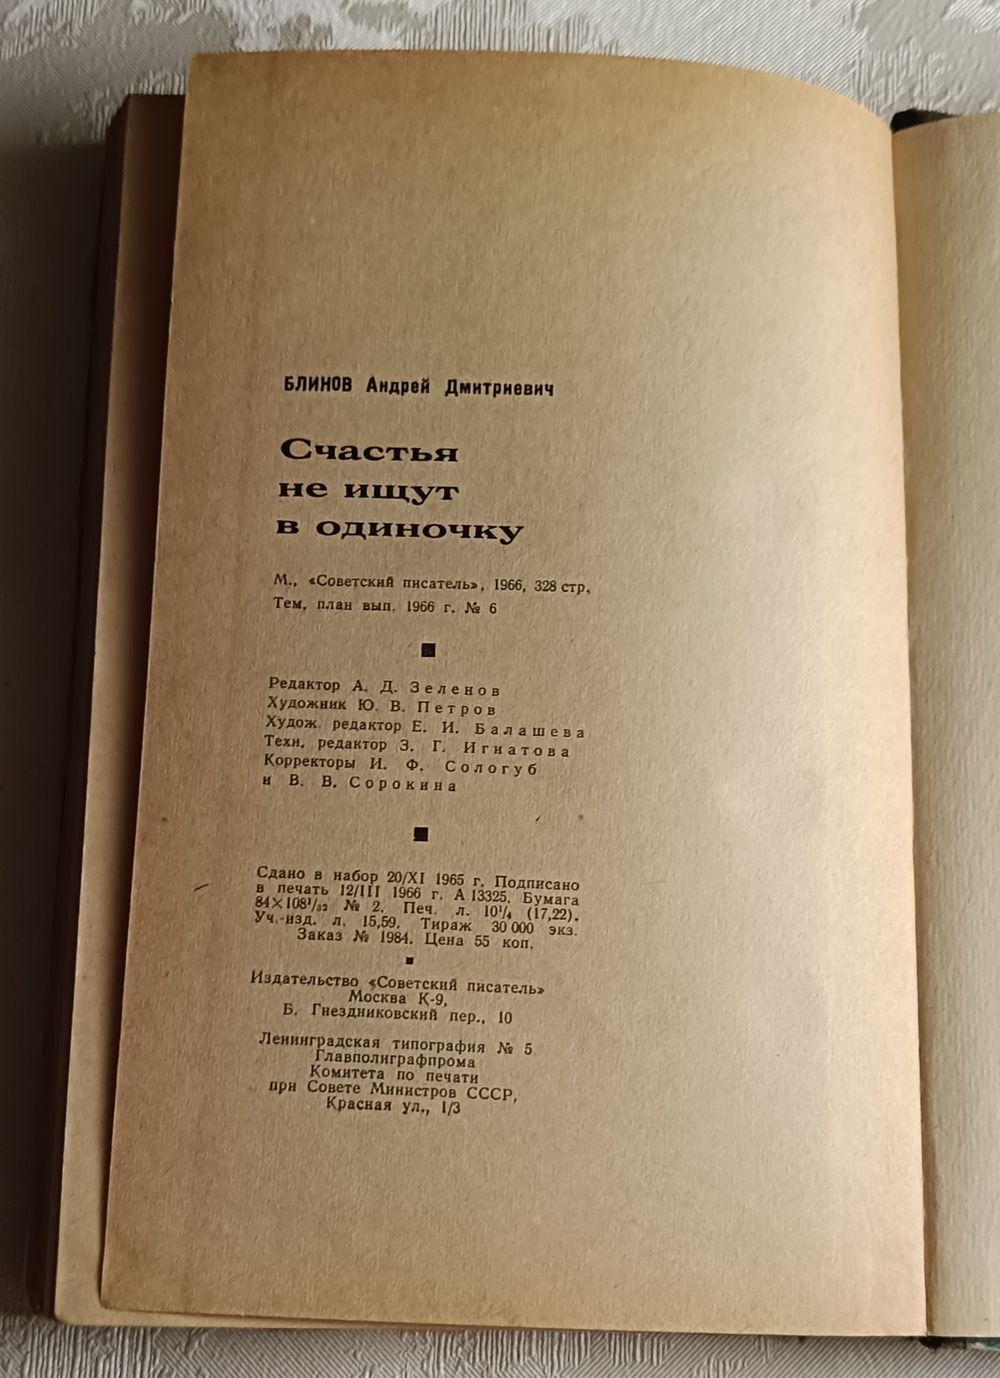 БЛИНОВ Андрей Дмитриевич
Счастья
не ищут
в одиночку
М., «Советский писатель», 1966, 328 стр.
Тем. план вып. 1966 г. № 6
Редактор А. Д. Зеленов
Художник Ю. В. Петров
Худож. редактор Е. И. Балашева
Техн. редактор З. Г. Игнатова
Корректоры И. Ф. Сологуб
и В. В. Сорокина
Сдано в набор 20/XI 1965 г. Подписано
в печать 12/III 1966 г. А 13325. Бумага
84×108¹/₃₂ № 2. Печ. л. 10¹/₄ (17,22).
Уч.-изд. л. 15,59. Тираж 30 000 экз.
Заказ № 1984. Цена 55 коп.
Издательство «Советский писатель»
Москва К-9,
Б. Гнездниковский пер., 10
Ленинградская типография № 5
Главполиграфпрома
Комитета по печати
при Совете Министров СССР,
Красная ул., 1/3